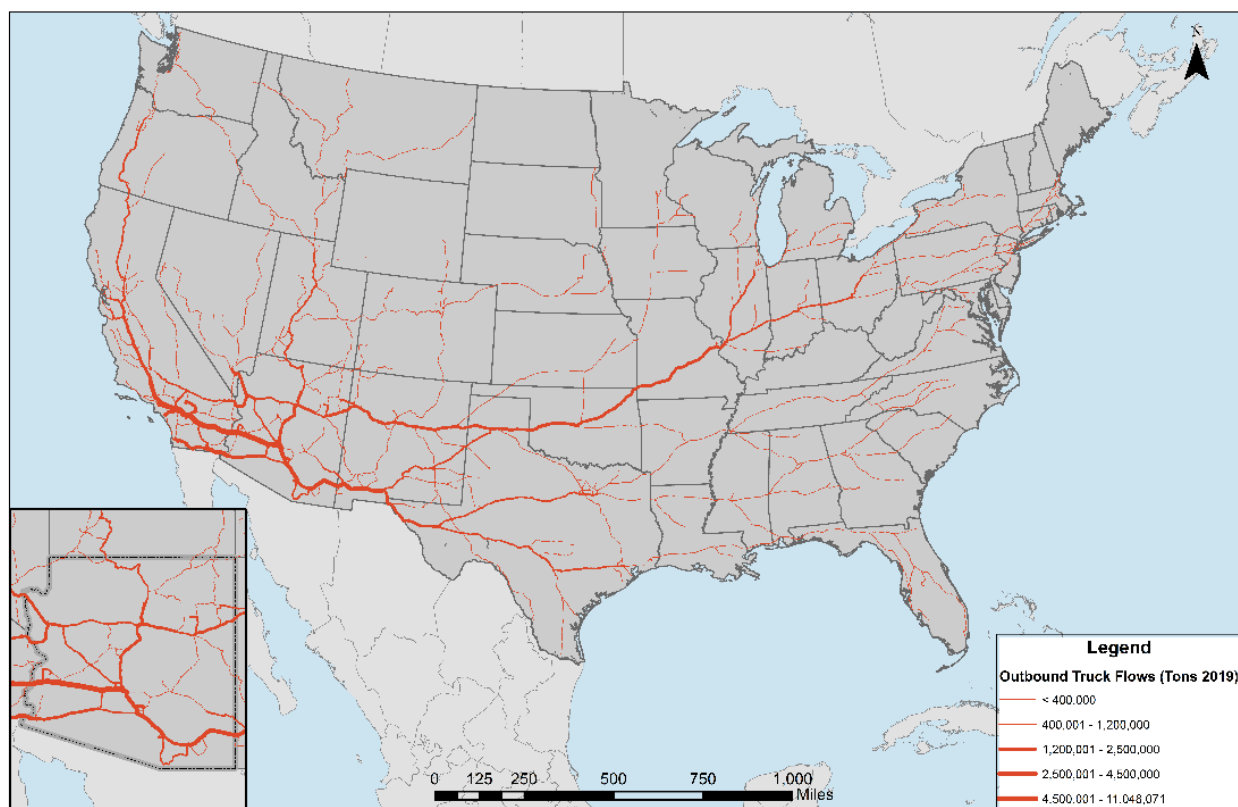 N
Legend
Outbound Truck Flows (Tons 2019)
< 400,000
400,001 - 1,200,000
1,200,001 - 2,500,000
2,500,001 - 4,500,000
4,500,001 - 11,048,071
0 125 250 500 750 1,000
Miles